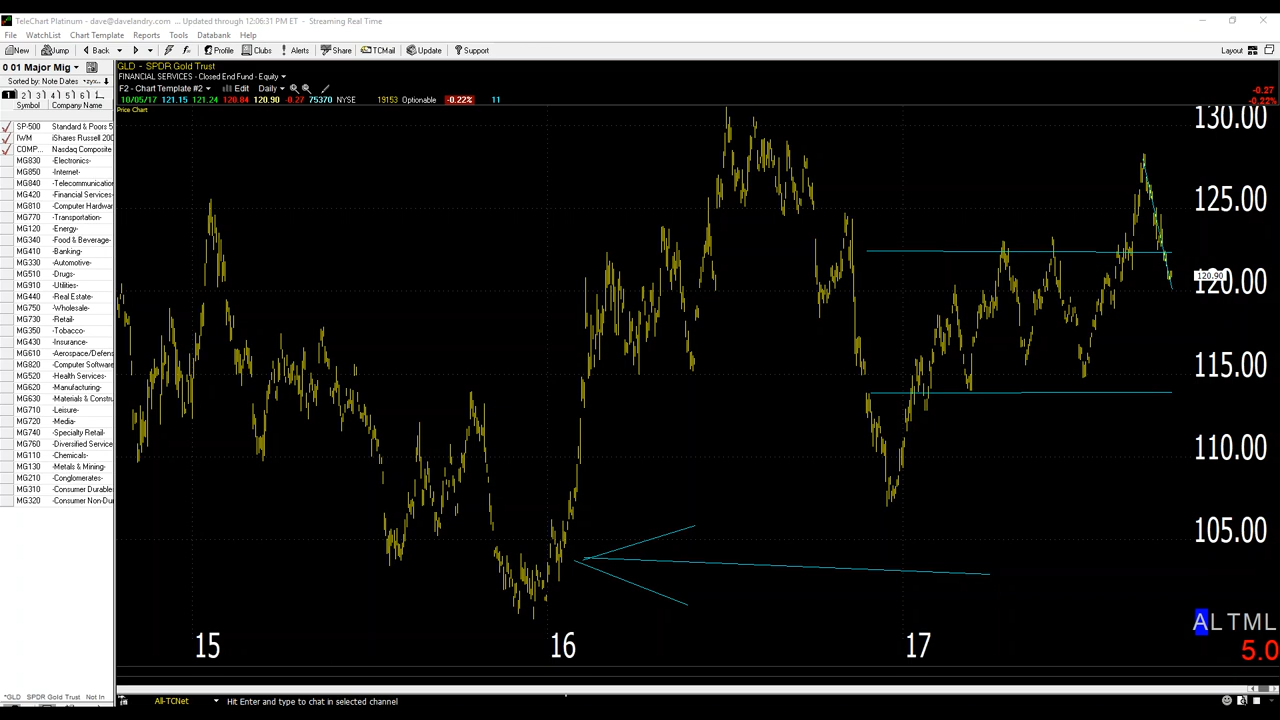 TeleChart Platinum - dave@davelandry.com ... Updated through 12:06:31 PM ET - Streaming Real Time
File WatchList Chart Template Reports Tools Databank Help
New Jump Back Profile Clubs Alerts Share TCMail Update Support Layout
0 01 Major Mig
Sorted by: Note Dates
1 2 3 4 5 6
Symbol Company Name
SP-500 Standard & Poors 5
IWM iShares Russell 200
COMP... Nasdaq Composite
MG830 -Electronics-
MG850 -Internet-
MG840 -Telecommunication
MG420 -Financial Services-
MG810 -Computer Hardwar
MG770 -Transportation-
MG120 -Energy-
MG340 -Food & Beverage-
MG410 -Banking-
MG330 -Automotive-
MG510 -Drugs-
MG910 -Utilities-
MG440 -Real Estate-
MG750 -Wholesale-
MG730 -Retail-
MG350 -Tobacco-
MG430 -Insurance-
MG610 -Aerospace/Defens
MG820 -Computer Software
MG520 -Health Services-
MG620 -Manufacturing-
MG630 -Materials & Constru
MG710 -Leisure-
MG720 -Media-
MG740 -Specialty Retail-
MG760 -Diversified Service
MG110 -Chemicals-
MG130 -Metals & Mining-
MG210 -Conglomerates-
MG310 -Consumer Durable
MG320 -Consumer Non-Du
*GLD SPDR Gold Trust Not In
GLD - SPDR Gold Trust
FINANCIAL SERVICES - Closed End Fund - Equity
F2 - Chart Template #2 Edit Daily
10/05/17 121.15 121.24 120.84 120.90 -0.27 75370 NYSE 19153 Optionable -0.22% 11
Price Chart
-0.27
-0.22%
130.00
125.00
120.90
120.00
115.00
110.00
105.00
15 16 17
ALTML
5.0
All-TCNet Hit Enter and type to chat in selected channel